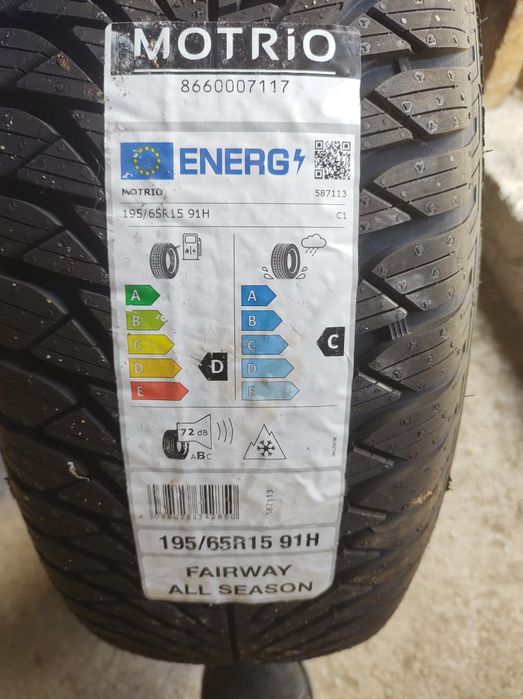 MOTRiO
8660007117
ENERG
MOTRIO 587113
195/65R15 91H C1
A A
B B
C C C
D D D
E E
72 dB
ABC
587113
195/65R15 91H
FAIRWAY
ALL SEASON